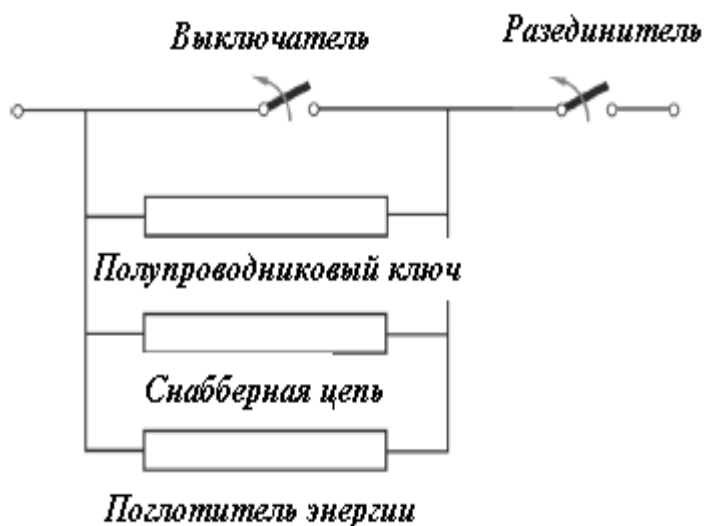 Выключатель
Разединитель
Полупроводниковый ключ
Снабберная цепь
Поглотитель энергии